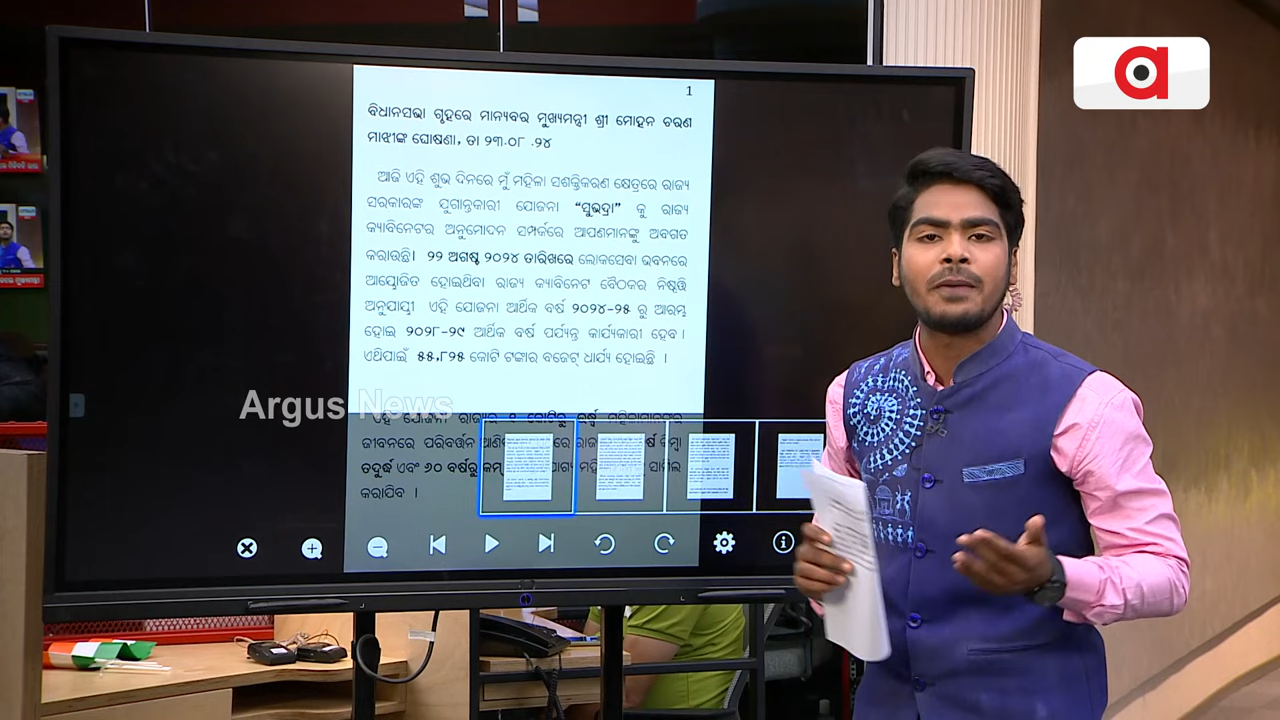 1
ବିଧାନସଭା ଗୃହରେ ମାନ୍ୟବର ମୁଖ୍ୟମନ୍ତ୍ରୀ ଶ୍ରୀ ମୋହନ ଚରଣ
ମାଝୀଙ୍କ ଘୋଷଣା, ତା ୨୩.୦୮ .୨୪
ଆଜି ଏହି ଶୁଭ ଦିନରେ ମୁଁ ମହିଳା ସଶକ୍ତିକରଣ କ୍ଷେତ୍ରରେ ରାଜ୍ୟ
ସରକାରଙ୍କ ଯୁଗାନ୍ତକାରୀ ଯୋଜନା “ସୁଭଦ୍ରା” କୁ ରାଜ୍ୟ
କ୍ୟାବିନେଟର ଅନୁମୋଦନ ସମ୍ପର୍କରେ ଆପଣମାନଙ୍କୁ ଅବଗତ
କରାଉଛି। ୨୨ ଅଗଷ୍ଟ ୨୦୨୪ ତାରିଖରେ ଲୋକସେବା ଭବନରେ
ଆୟୋଜିତ ହୋଇଥିବା ରାଜ୍ୟ କ୍ୟାବିନେଟ ବୈଠକର ନିଷ୍ପତ୍ତି
ଅନୁଯାୟୀ ଏହି ଯୋଜନା ଆର୍ଥିକ ବର୍ଷ ୨୦୨୪-୨୫ ରୁ ଆରମ୍ଭ
ହୋଇ ୨୦୨୮-୨୯ ଆର୍ଥିକ ବର୍ଷ ପର୍ଯ୍ୟନ୍ତ କାର୍ଯ୍ୟକାରୀ ହେବ ।
ଏଥିପାଇଁ ୫୫,୮୨୫ କୋଟି ଟଙ୍କାର ବଜେଟ୍ ଧାର୍ଯ୍ୟ ହୋଇଛି ।
ଏହି ଯୋଜନା
ଜୀବନରେ ପରିବର୍ତ୍ତନ
ତଦୁର୍ଦ୍ଧ ଏବଂ ୬୦ ବର୍ଷରୁ କମ୍ ସାମିଲ
କରାଯିବ ।
Argus News
a